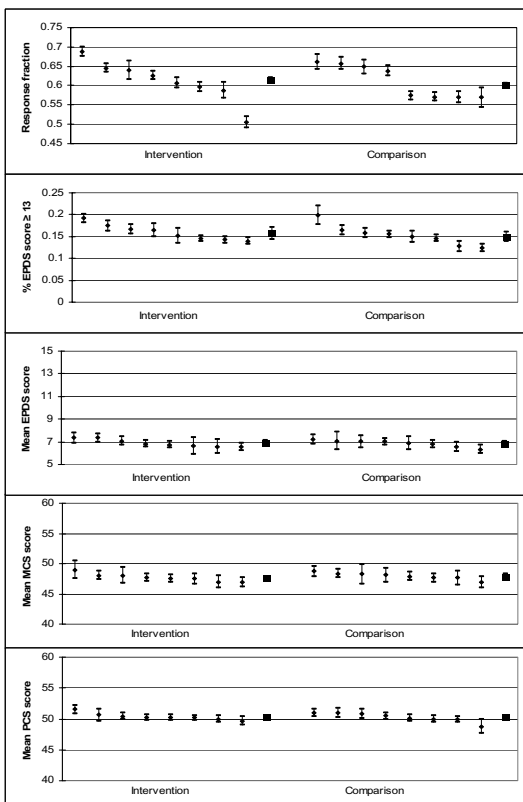 Response fraction
0.7
0.65
0.6
0.55
0.5
0.45
Intervention Comparison
% EPDS score ≥ 13
0.25
0.2
0.15
0.1
0.05
0
Intervention Comparison
Mean EPDS score
15
13
11
9
7
5
Intervention Comparison
Mean MCS score
60
55
50
45
40
Intervention Comparison
Mean PCS score
60
55
50
45
40
Intervention Comparison